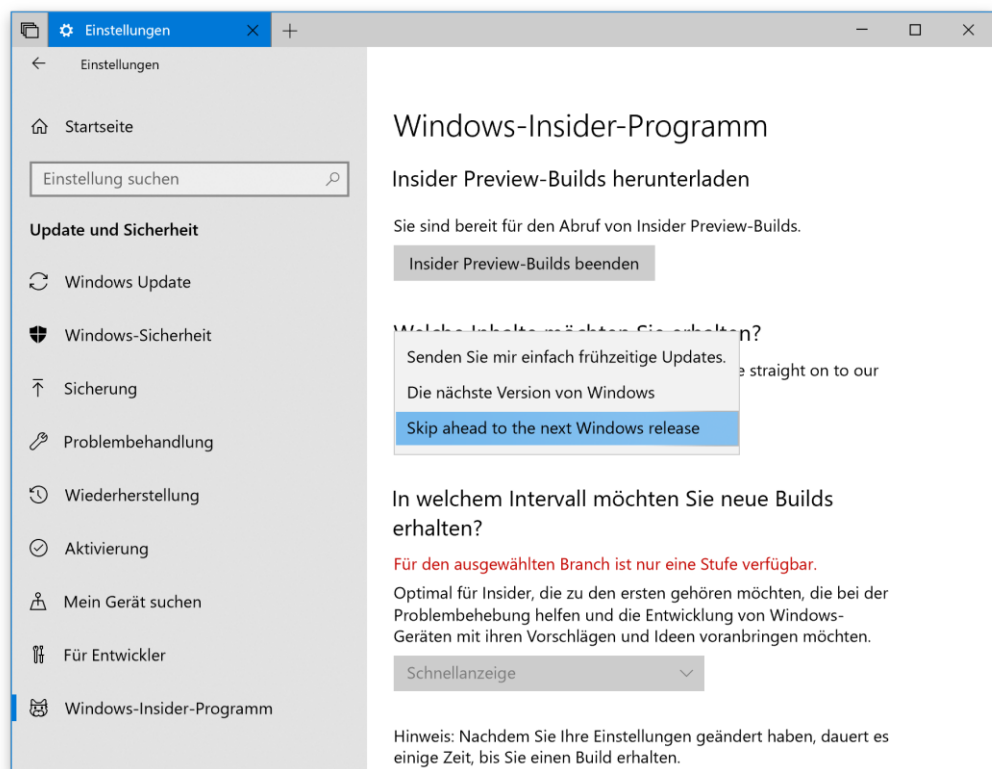 Einstellungen
Einstellungen
Startseite
Einstellung suchen
Update und Sicherheit
Windows Update
Windows-Sicherheit
Sicherung
Problembehandlung
Wiederherstellung
Aktivierung
Mein Gerät suchen
Für Entwickler
Windows-Insider-Programm
Windows-Insider-Programm
Insider Preview-Builds herunterladen
Sie sind bereit für den Abruf von Insider Preview-Builds.
Insider Preview-Builds beenden
Welche Inhalte möchten Sie erhalten?
Senden Sie mir einfach frühzeitige Updates.
e straight on to our
Die nächste Version von Windows
Skip ahead to the next Windows release
In welchem Intervall möchten Sie neue Builds
erhalten?
Für den ausgewählten Branch ist nur eine Stufe verfügbar.
Optimal für Insider, die zu den ersten gehören möchten, die bei der
Problembehebung helfen und die Entwicklung von Windows-
Geräten mit ihren Vorschlägen und Ideen voranbringen möchten.
Schnellanzeige
Hinweis: Nachdem Sie Ihre Einstellungen geändert haben, dauert es
einige Zeit, bis Sie einen Build erhalten.